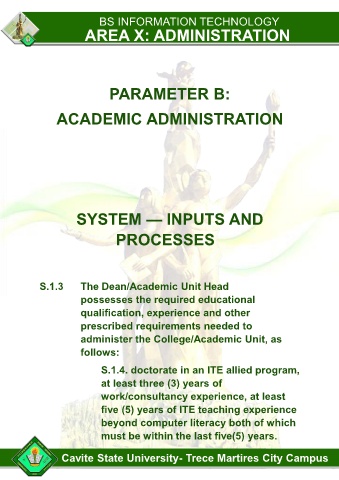 BS INFORMATION TECHNOLOGY
AREA X: ADMINISTRATION
PARAMETER B:
ACADEMIC ADMINISTRATION
SYSTEM — INPUTS AND
PROCESSES
S.1.3 The Dean/Academic Unit Head
possesses the required educational
qualification, experience and other
prescribed requirements needed to
administer the College/Academic Unit, as
follows:
S.1.4. doctorate in an ITE allied program,
at least three (3) years of
work/consultancy experience, at least
five (5) years of ITE teaching experience
beyond computer literacy both of which
must be within the last five(5) years.
Cavite State University- Trece Martires City Campus